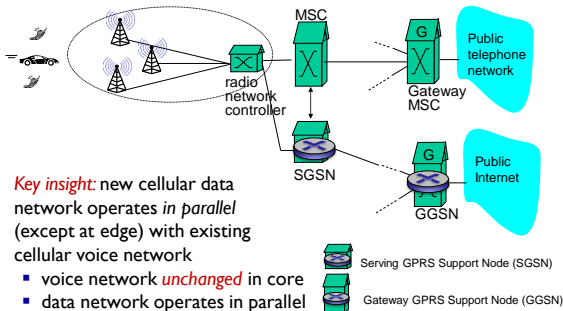 MSC
G
Public
telephone
network
radio
network
controller
Gateway
MSC
SGSN
G
Public
Internet
GGSN
Key insight: new cellular data
network operates in parallel
(except at edge) with existing
cellular voice network
▪ voice network unchanged in core
▪ data network operates in parallel
Serving GPRS Support Node (SGSN)
G
Gateway GPRS Support Node (GGSN)